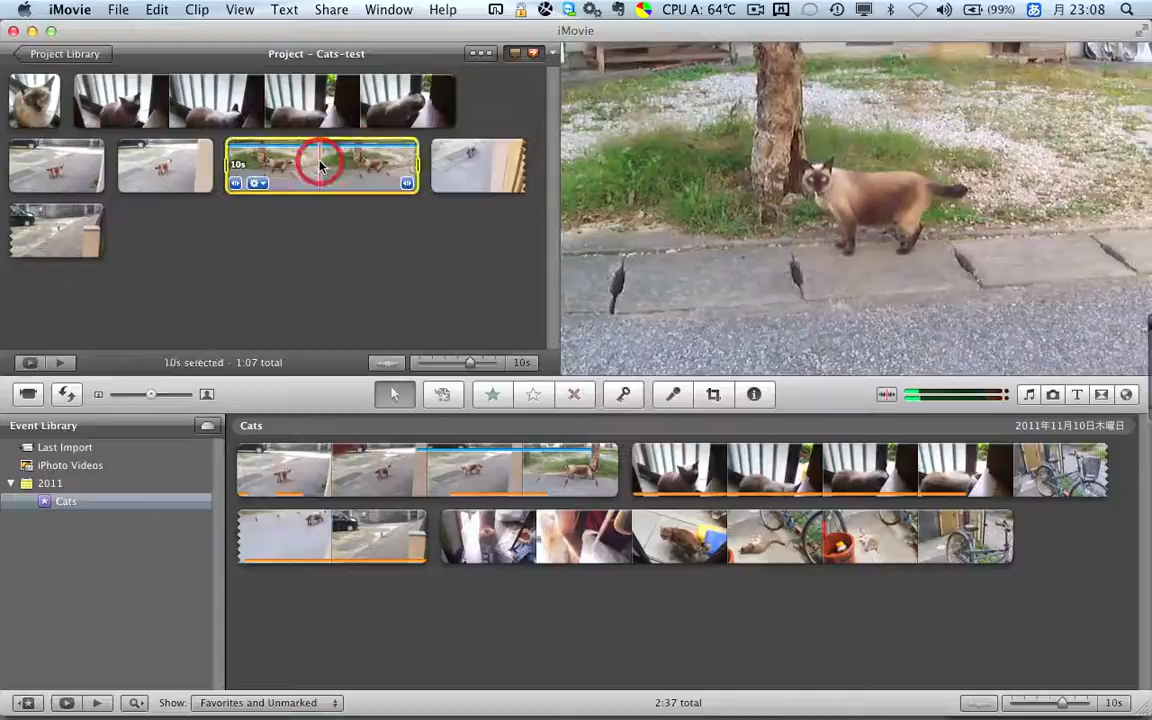 iMovie File Edit Clip View Text Share Window Help CPU A: 64℃ (99%) 月 23:08
iMovie
Project Library Project - Cats-test
10s
10s selected - 1:07 total 10s
Event Library
Last Import
iPhoto Videos
2011
Cats
Cats 2011年11月10日木曜日
Show: Favorites and Unmarked 2:37 total 10s